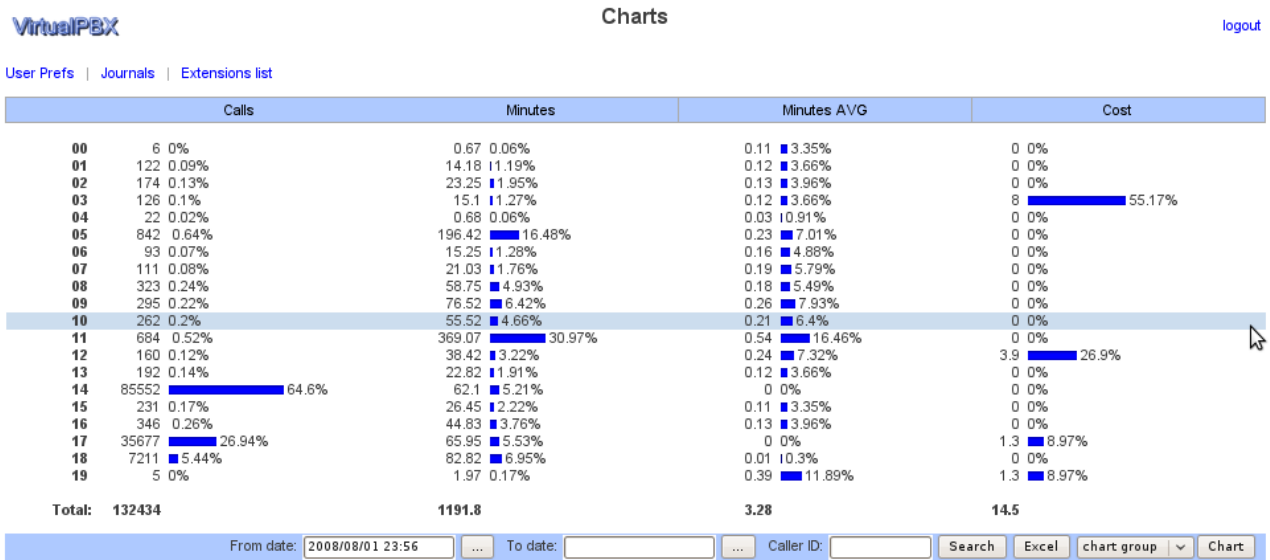 VirtualPBX
Charts
logout
User Prefs | Journals | Extensions list
Calls Minutes Minutes AVG Cost
00 6 0% 0.67 0.06% 0.11 3.35% 0 0%
01 122 0.09% 14.18 1.19% 0.12 3.66% 0 0%
02 174 0.13% 23.25 1.95% 0.13 3.96% 0 0%
03 126 0.1% 15.1 1.27% 0.12 3.66% 8 55.17%
04 22 0.02% 0.68 0.06% 0.03 0.91% 0 0%
05 842 0.64% 196.42 16.48% 0.23 7.01% 0 0%
06 93 0.07% 15.25 1.28% 0.16 4.88% 0 0%
07 111 0.08% 21.03 1.76% 0.19 5.79% 0 0%
08 323 0.24% 58.75 4.93% 0.18 5.49% 0 0%
09 295 0.22% 76.52 6.42% 0.26 7.93% 0 0%
10 262 0.2% 55.52 4.66% 0.21 6.4% 0 0%
11 684 0.52% 369.07 30.97% 0.54 16.46% 0 0%
12 160 0.12% 38.42 3.22% 0.24 7.32% 3.9 26.9%
13 192 0.14% 22.82 1.91% 0.12 3.66% 0 0%
14 85552 64.6% 62.1 5.21% 0 0% 0 0%
15 231 0.17% 26.45 2.22% 0.11 3.35% 0 0%
16 346 0.26% 44.83 3.76% 0.13 3.96% 0 0%
17 35677 26.94% 65.95 5.53% 0 0% 1.3 8.97%
18 7211 5.44% 82.82 6.95% 0.01 0.3% 0 0%
19 5 0% 1.97 0.17% 0.39 11.89% 1.3 8.97%
Total: 132434 1191.8 3.28 14.5
From date: 2008/08/01 23:56 ... To date: ... Caller ID: Search Excel chart group Chart